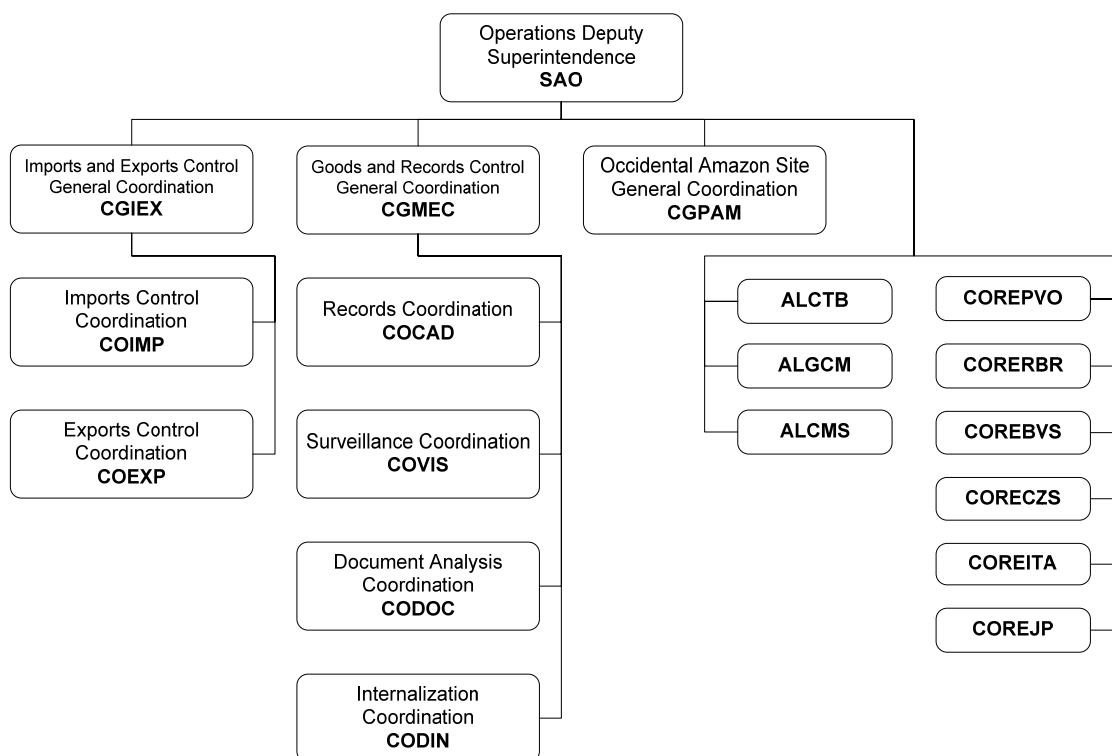 Operations Deputy
Superintendence
SAO
Imports and Exports Control
General Coordination
CGIEX
Goods and Records Control
General Coordination
CGMEC
Occidental Amazon Site
General Coordination
CGPAM
Imports Control
Coordination
COIMP
Exports Control
Coordination
COEXP
Records Coordination
COCAD
Surveillance Coordination
COVIS
Document Analysis
Coordination
CODOC
Internalization
Coordination
CODIN
ALCTB
ALGCM
ALCMS
COREPVO
CORERBR
COREBVS
CORECZS
COREITA
COREJP